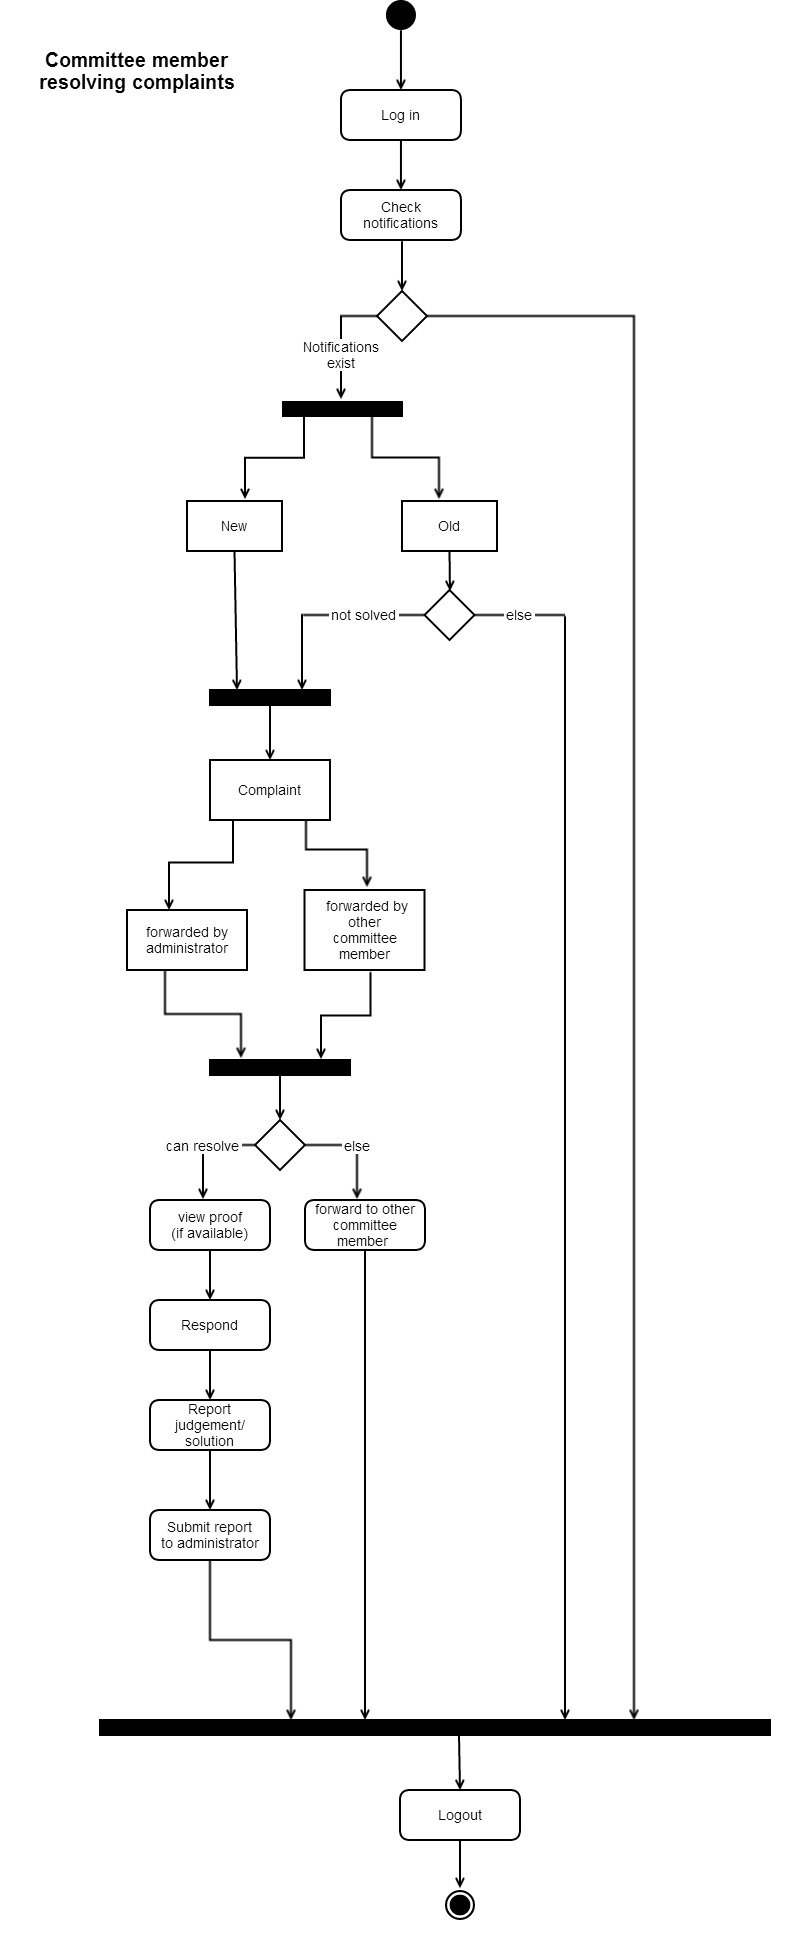 Committee member
resolving complaints
Log in
Check
notifications
Notifications
exist
New
Old
not solved
else
Complaint
forwarded by
administrator
forwarded by
other
committee
member
can resolve
else
view proof
(if available)
forward to other
committee
member
Respond
Report
judgement/
solution
Submit report
to administrator
Logout